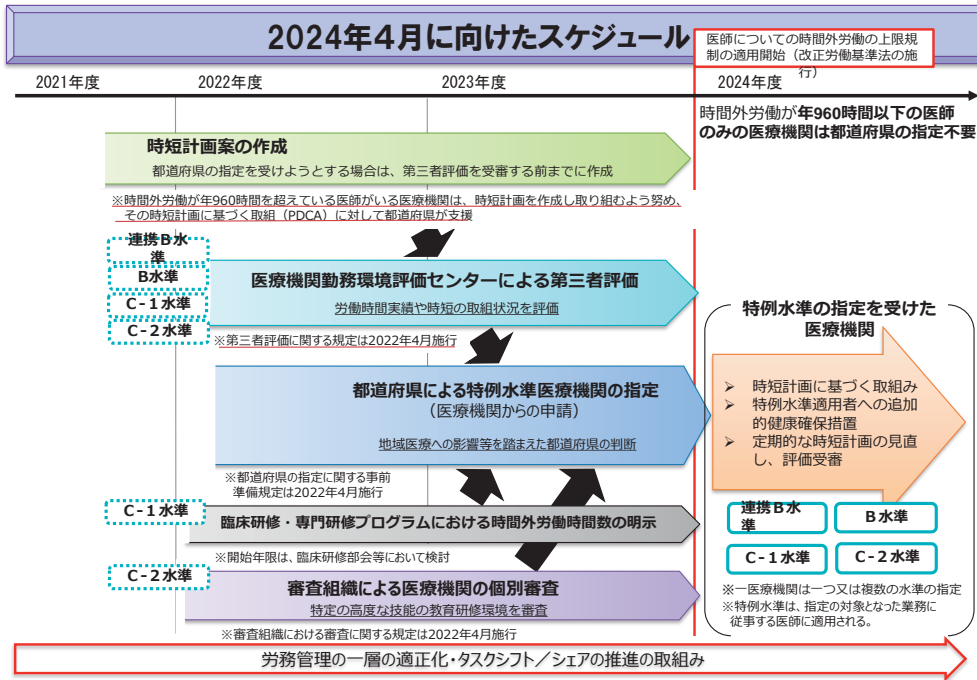 2024年4月に向けたスケジュール
医師についての時間外労働の上限規
制の適用開始（改正労働基準法の施
行）
2021年度
2022年度
2023年度
2024年度
時間外労働が年960時間以下の医師
のみの医療機関は都道府県の指定不要
時短計画案の作成
都道府県の指定を受けようとする場合は、第三者評価を受審する前までに作成
※時間外労働が年960時間を超えている医師がいる医療機関は、時短計画を作成し取り組むよう努め、
その時短計画に基づく取組（PDCA）に対して都道府県が支援
連携B水
準
B水準
C-1水準
C-2水準
医療機関勤務環境評価センターによる第三者評価
労働時間実績や時短の取組状況を評価
※第三者評価に関する規定は2022年4月施行
都道府県による特例水準医療機関の指定
（医療機関からの申請）
地域医療への影響等を踏まえた都道府県の判断
※都道府県の指定に関する事前
準備規定は2022年4月施行
C-1水準
臨床研修・専門研修プログラムにおける時間外労働時間数の明示
※開始年限は、臨床研修部会等において検討
C-2水準
審査組織による医療機関の個別審査
特定の高度な技能の教育研修環境を審査
※審査組織における審査に関する規定は2022年4月施行
特例水準の指定を受けた
医療機関
➢ 時短計画に基づく取組み
➢ 特例水準適用者への追加
的健康確保措置
➢ 定期的な時短計画の見直
し、評価受審
連携B水
準
B水準
C-1水準
C-2水準
※一医療機関は一つ又は複数の水準の指定
※特例水準は、指定の対象となった業務に
従事する医師に適用される。
労務管理の一層の適正化・タスクシフト／シェアの推進の取組み